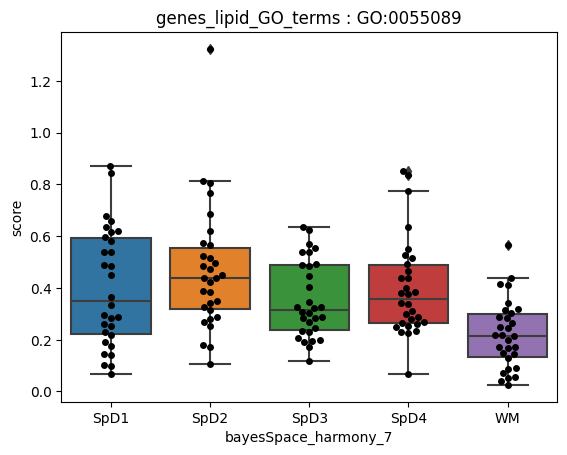 genes_lipid_GO_terms : GO:0055089
score
1.2
1.0
0.8
0.6
0.4
0.2
0.0
SpD1 SpD2 SpD3 SpD4 WM
bayesSpace_harmony_7